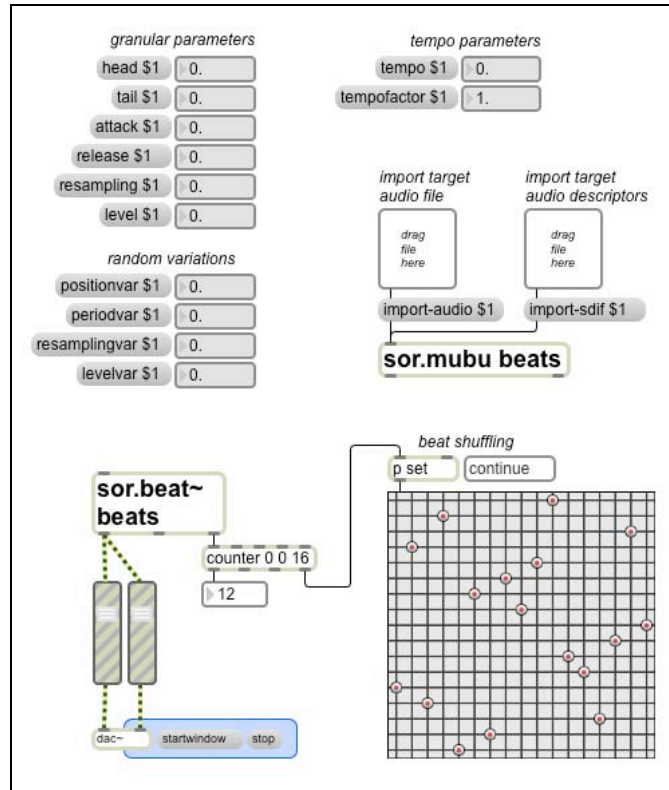 granular parameters
head $1 0.
tail $1 0.
attack $1 0.
release $1 0.
resampling $1 0.
level $1 0.
random variations
positionvar $1 0.
periodvar $1 0.
resamplingvar $1 0.
levelvar $1 0.
tempo parameters
tempo $1 0.
tempofactor $1 1.
import target
audio file
import target
audio descriptors
drag
file
here
drag
file
here
import-audio $1
import-sdif $1
sor.mubu beats
sor.beat~
beats
counter 0 0 16
12
dac~
startwindow
stop
beat shuffling
p set
continue